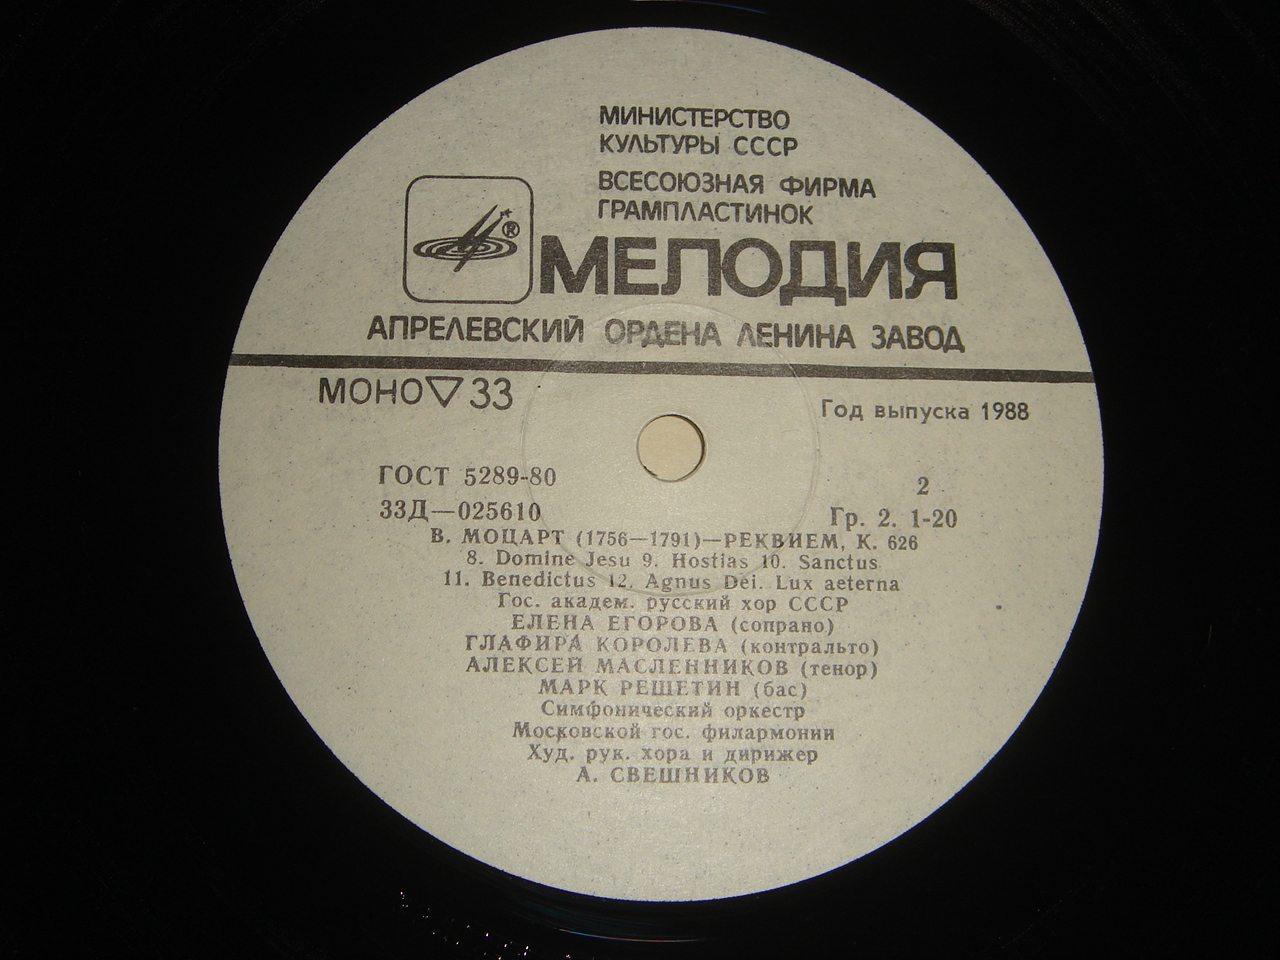 МИНИСТЕРСТВО
КУЛЬТУРЫ СССР
ВСЕСОЮЗНАЯ ФИРМА
ГРАМПЛАСТИНОК
®
МЕЛОДИЯ
АПРЕЛЕВСКИЙ ОРДЕНА ЛЕНИНА ЗАВОД
МОНО▽33
Год выпуска 1988
ГОСТ 5289-80
2
33Д—025610
Гр. 2. 1-20
В. МОЦАРТ (1756—1791)—РЕКВИЕМ, К. 626
8. Domine Jesu 9. Hostias 10. Sanctus
11. Benedictus 12. Agnus Dei. Lux aeterna
Гос. академ. русский хор СССР
ЕЛЕНА ЕГОРОВА (сопрано)
ГЛАФИРА КОРОЛЕВА (контральто)
АЛЕКСЕЙ МАСЛЕННИКОВ (тенор)
МАРК РЕШЕТИН (бас)
Симфонический оркестр
Московской гос. филармонии
Худ. рук. хора и дирижер
А. СВЕШНИКОВ